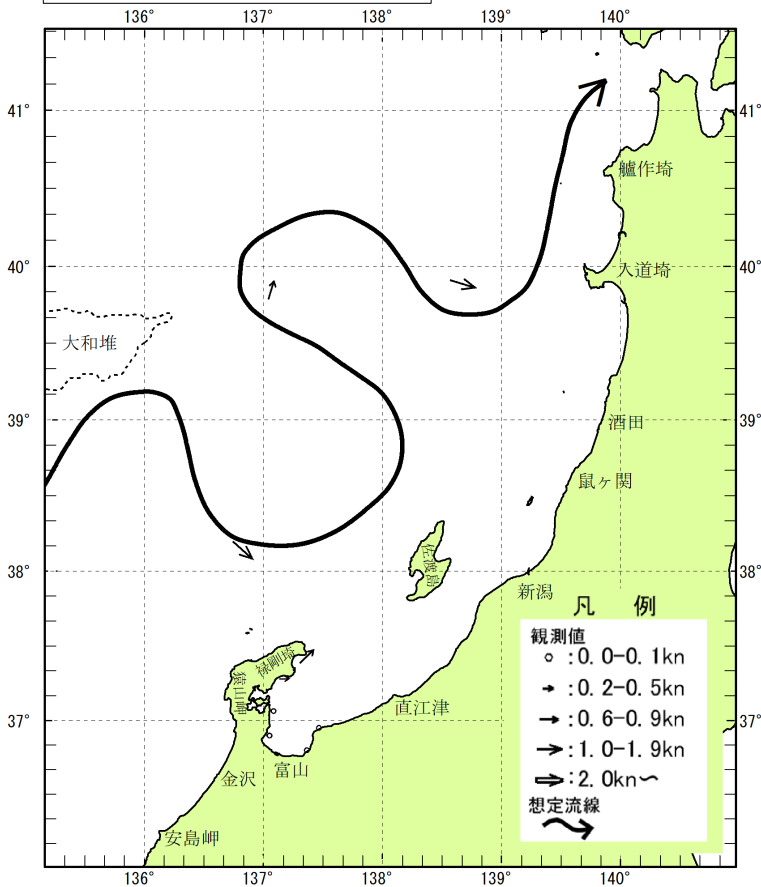 136° 137° 138° 139° 140°
41° 41°
艫作埼
40° 入道埼 40°
大和堆
39° 酒田 39°
鼠ヶ関
38° 佐渡島 38°
新潟
凡 例
観測値
:0.0-0.1kn
禄剛埼
:0.2-0.5kn
猿山岬
37° 直江津 :0.6-0.9kn 37°
:1.0-1.9kn
富山
金沢 :2.0kn～
想定流線
安島岬
136° 137° 138° 139° 140°